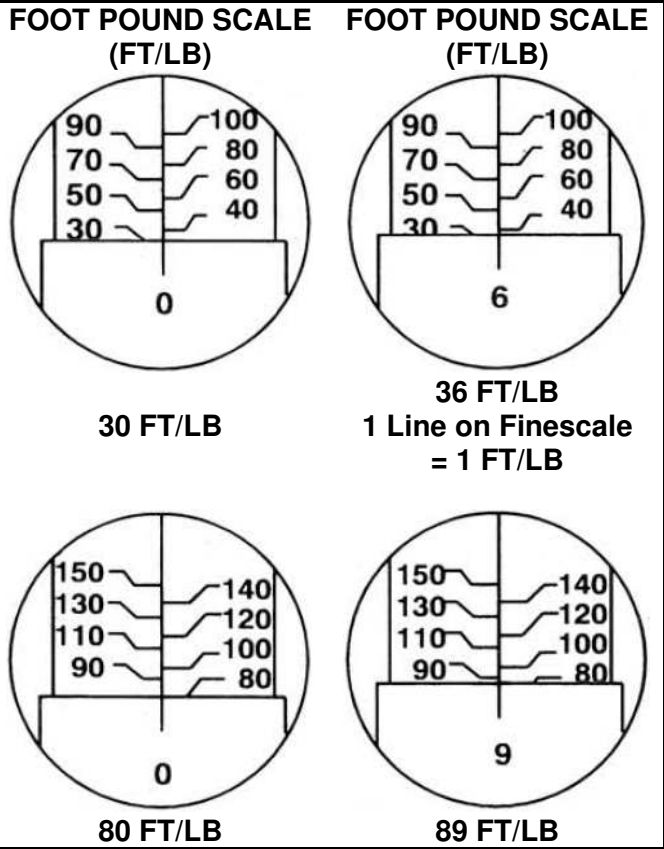 FOOT POUND SCALE
(FT/LB)
90 100
70 80
50 60
30 40
0
30 FT/LB
FOOT POUND SCALE
(FT/LB)
90 100
70 80
50 60
30 40
6
36 FT/LB
1 Line on Finescale
= 1 FT/LB
150 140
130 120
110 100
90 80
0
80 FT/LB
150 140
130 120
110 100
90 80
9
89 FT/LB